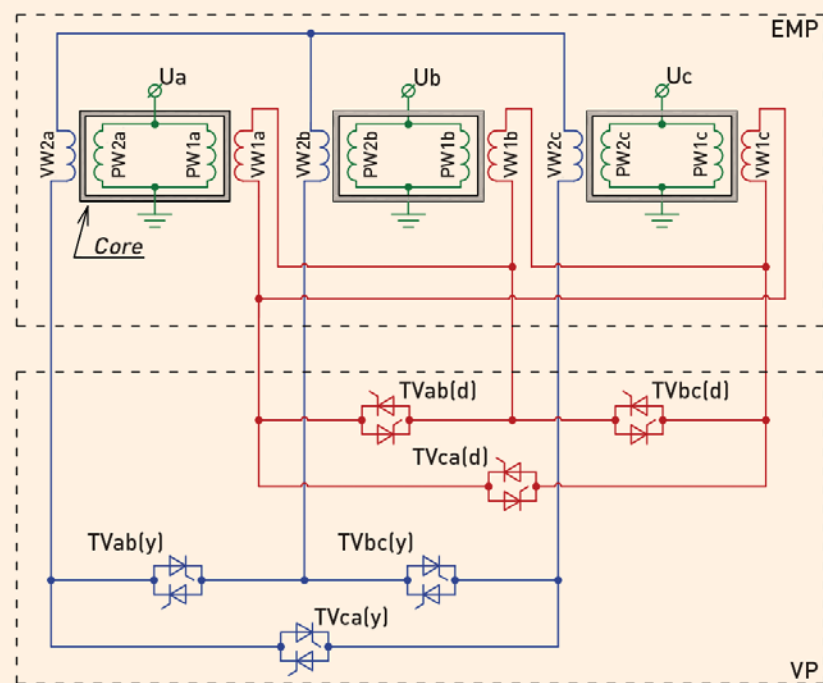 EMP
Ua
Ub
Uc
VW2a
PW2a
PW1a
VW1a
VW2b
PW2b
PW1b
VW1b
VW2c
PW2c
PW1c
VW1c
Core
TVab(d)
TVbc(d)
TVca(d)
TVab(y)
TVbc(y)
TVca(y)
VP